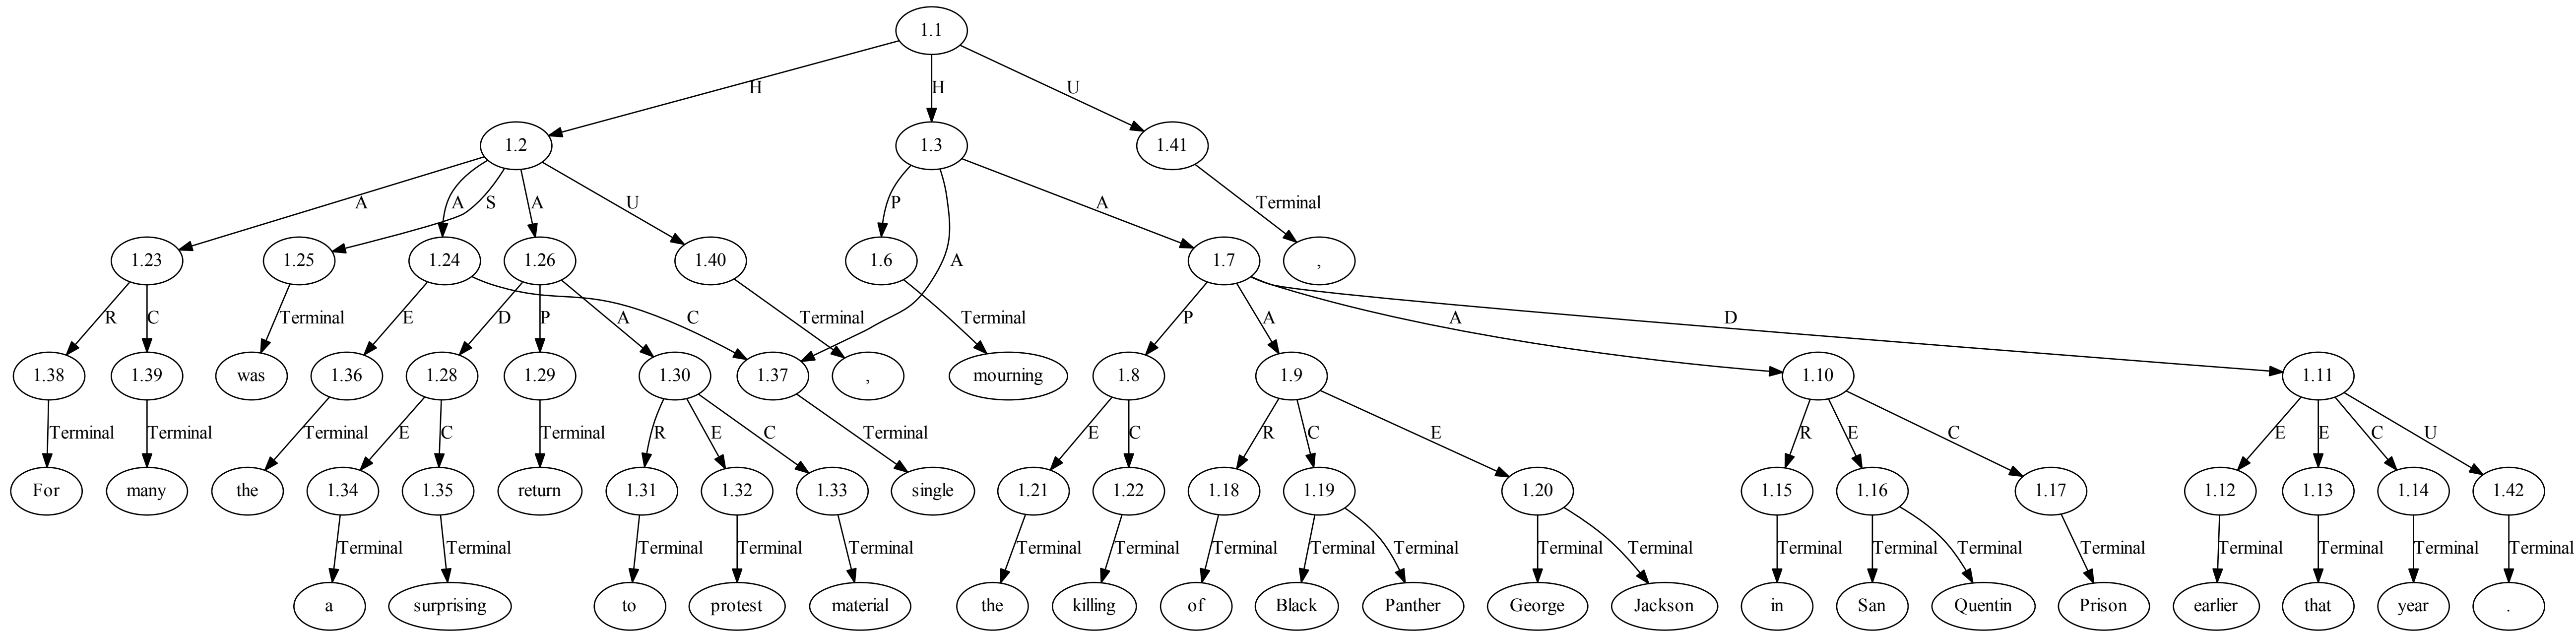 1.1
H H U
1.2 1.3 1.41
A A S A U P A A Terminal
1.23 1.25 1.24 1.26 1.40 1.6 1.7 ,
R C Terminal E C D P A Terminal Terminal P A A D
1.38 1.39 was 1.36 1.28 1.29 1.30 1.37 , mourning 1.8 1.9 1.10 1.11
Terminal Terminal Terminal E C Terminal R E C Terminal E C R C E R E C E E C U
For many the 1.34 1.35 return 1.31 1.32 1.33 single 1.21 1.22 1.18 1.19 1.20 1.15 1.16 1.17 1.12 1.13 1.14 1.42
Terminal Terminal Terminal Terminal Terminal Terminal Terminal Terminal Terminal Terminal Terminal Terminal Terminal Terminal Terminal Terminal Terminal Terminal Terminal Terminal
a surprising to protest material the killing of Black Panther George Jackson in San Quentin Prison earlier that year .